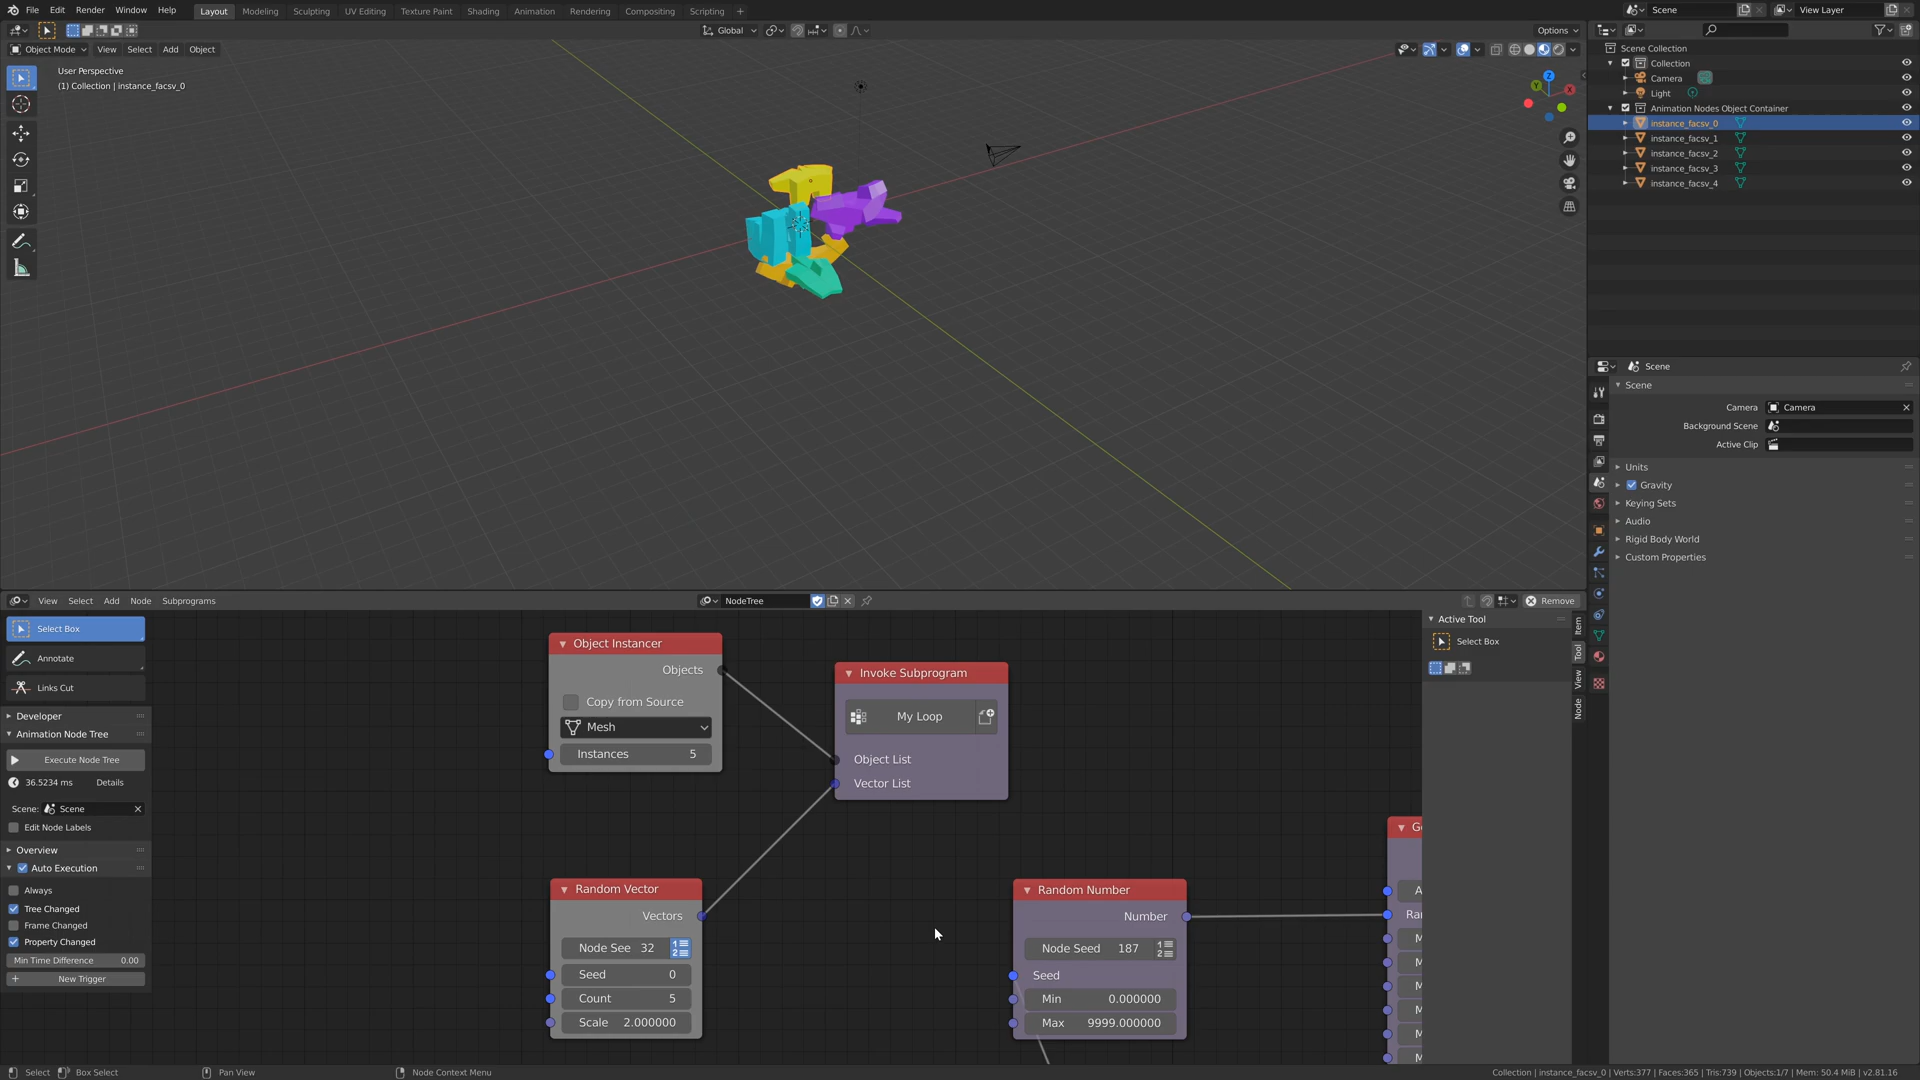 File Edit Render Window Help Layout Modeling Sculpting UV Editing Texture Paint Shading Animation Rendering Compositing Scripting + Scene View Layer
Global Options
Object Mode View Select Add Object
User Perspective
(1) Collection | instance_facsv_0
Z
Y
X
Scene Collection
Collection
Camera
Light
Animation Nodes Object Container
instance_facsv_0
instance_facsv_1
instance_facsv_2
instance_facsv_3
instance_facsv_4
Scene
Scene
Camera Camera
Background Scene
Active Clip
Units
Gravity
Keying Sets
Audio
Rigid Body World
Custom Properties
View Select Add Node Subprograms NodeTree Remove
Select Box
Annotate
Links Cut
Developer
Animation Node Tree
Execute Node Tree
36.5234 ms Details
Scene: Scene
Edit Node Labels
Overview
Auto Execution
Always
Tree Changed
Frame Changed
Property Changed
Min Time Difference 0.00
New Trigger
Object Instancer
Objects
Copy from Source
Mesh
Instances 5
Invoke Subprogram
My Loop
Object List
Vector List
Random Vector
Vectors
Node See 32
Seed 0
Count 5
Scale 2.000000
Random Number
Number
Node Seed 187
Seed
Min 0.000000
Max 9999.000000
A
M
M
M
M
M
M
Active Tool
Select Box
Item
Tool
View
Node
Select Box Select Pan View Node Context Menu Collection | instance_facsv_0 | Verts:377 | Faces:365 | Tris:739 | Objects:1/7 | Mem: 50.4 MiB | v2.81.16